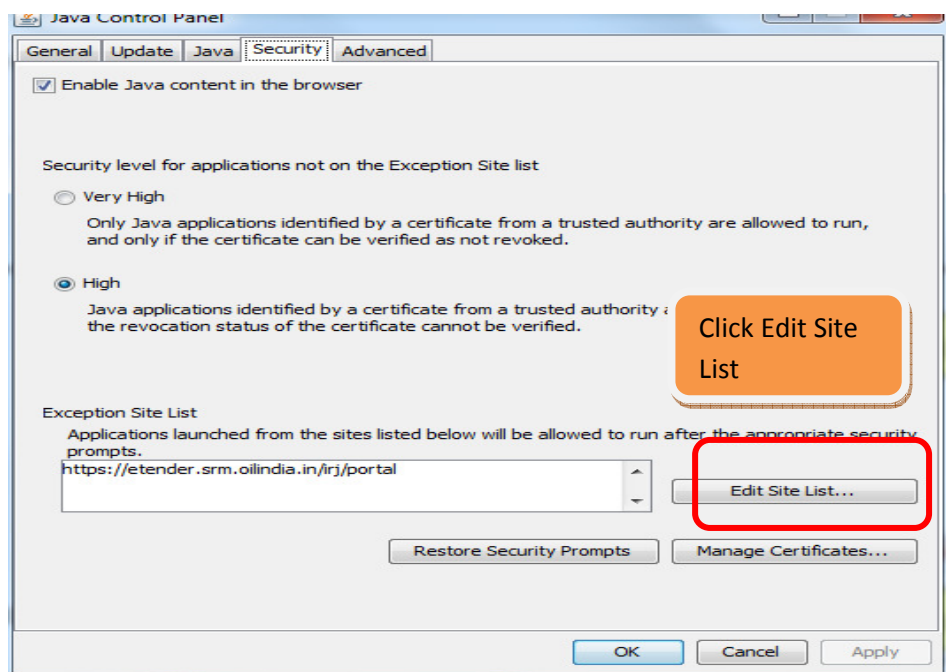 Java Control Panel
General Update Java Security Advanced
Enable Java content in the browser
Security level for applications not on the Exception Site list
Very High
Only Java applications identified by a certificate from a trusted authority are allowed to run,
and only if the certificate can be verified as not revoked.
High
Java applications identified by a certificate from a trusted authority
the revocation status of the certificate cannot be verified.
Click Edit Site
List
Exception Site List
Applications launched from the sites listed below will be allowed to run after the appropriate security
prompts.
https://etender.srm.oilindia.in/irj/portal
Edit Site List...
Restore Security Prompts Manage Certificates...
OK Cancel Apply